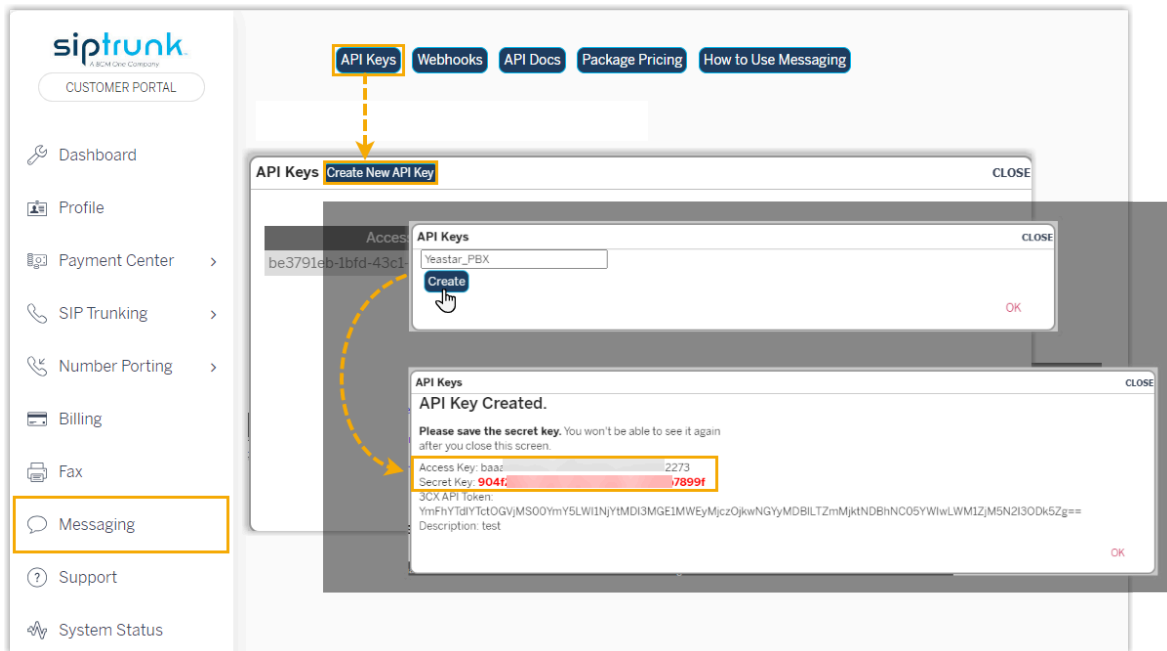 siptrunk.
A BCM One Company
CUSTOMER PORTAL
Dashboard
Profile
Payment Center
SIP Trunking
Number Porting
Billing
Fax
Messaging
Support
System Status
API Keys Webhooks API Docs Package Pricing How to Use Messaging
API Keys Create New API Key CLOSE
Acces
be3791eb-1bfd-43c1-
API Keys CLOSE
Yeastar_PBX
Create
OK
API Keys CLOSE
API Key Created.
Please save the secret key. You won't be able to see it again
after you close this screen.
Access Key: baaa 2273
Secret Key: 904f 7899f
3CX API Token:
YmFhYTdlYTctOGVjMS00YmY5LWI1NjYtMDI3MGE1MWEyMjczOjkwNGYyMDBlLTZmMjktNDBhNC05YWIwLWM1ZjM5N2I3ODk5Zg==
Description: test
OK